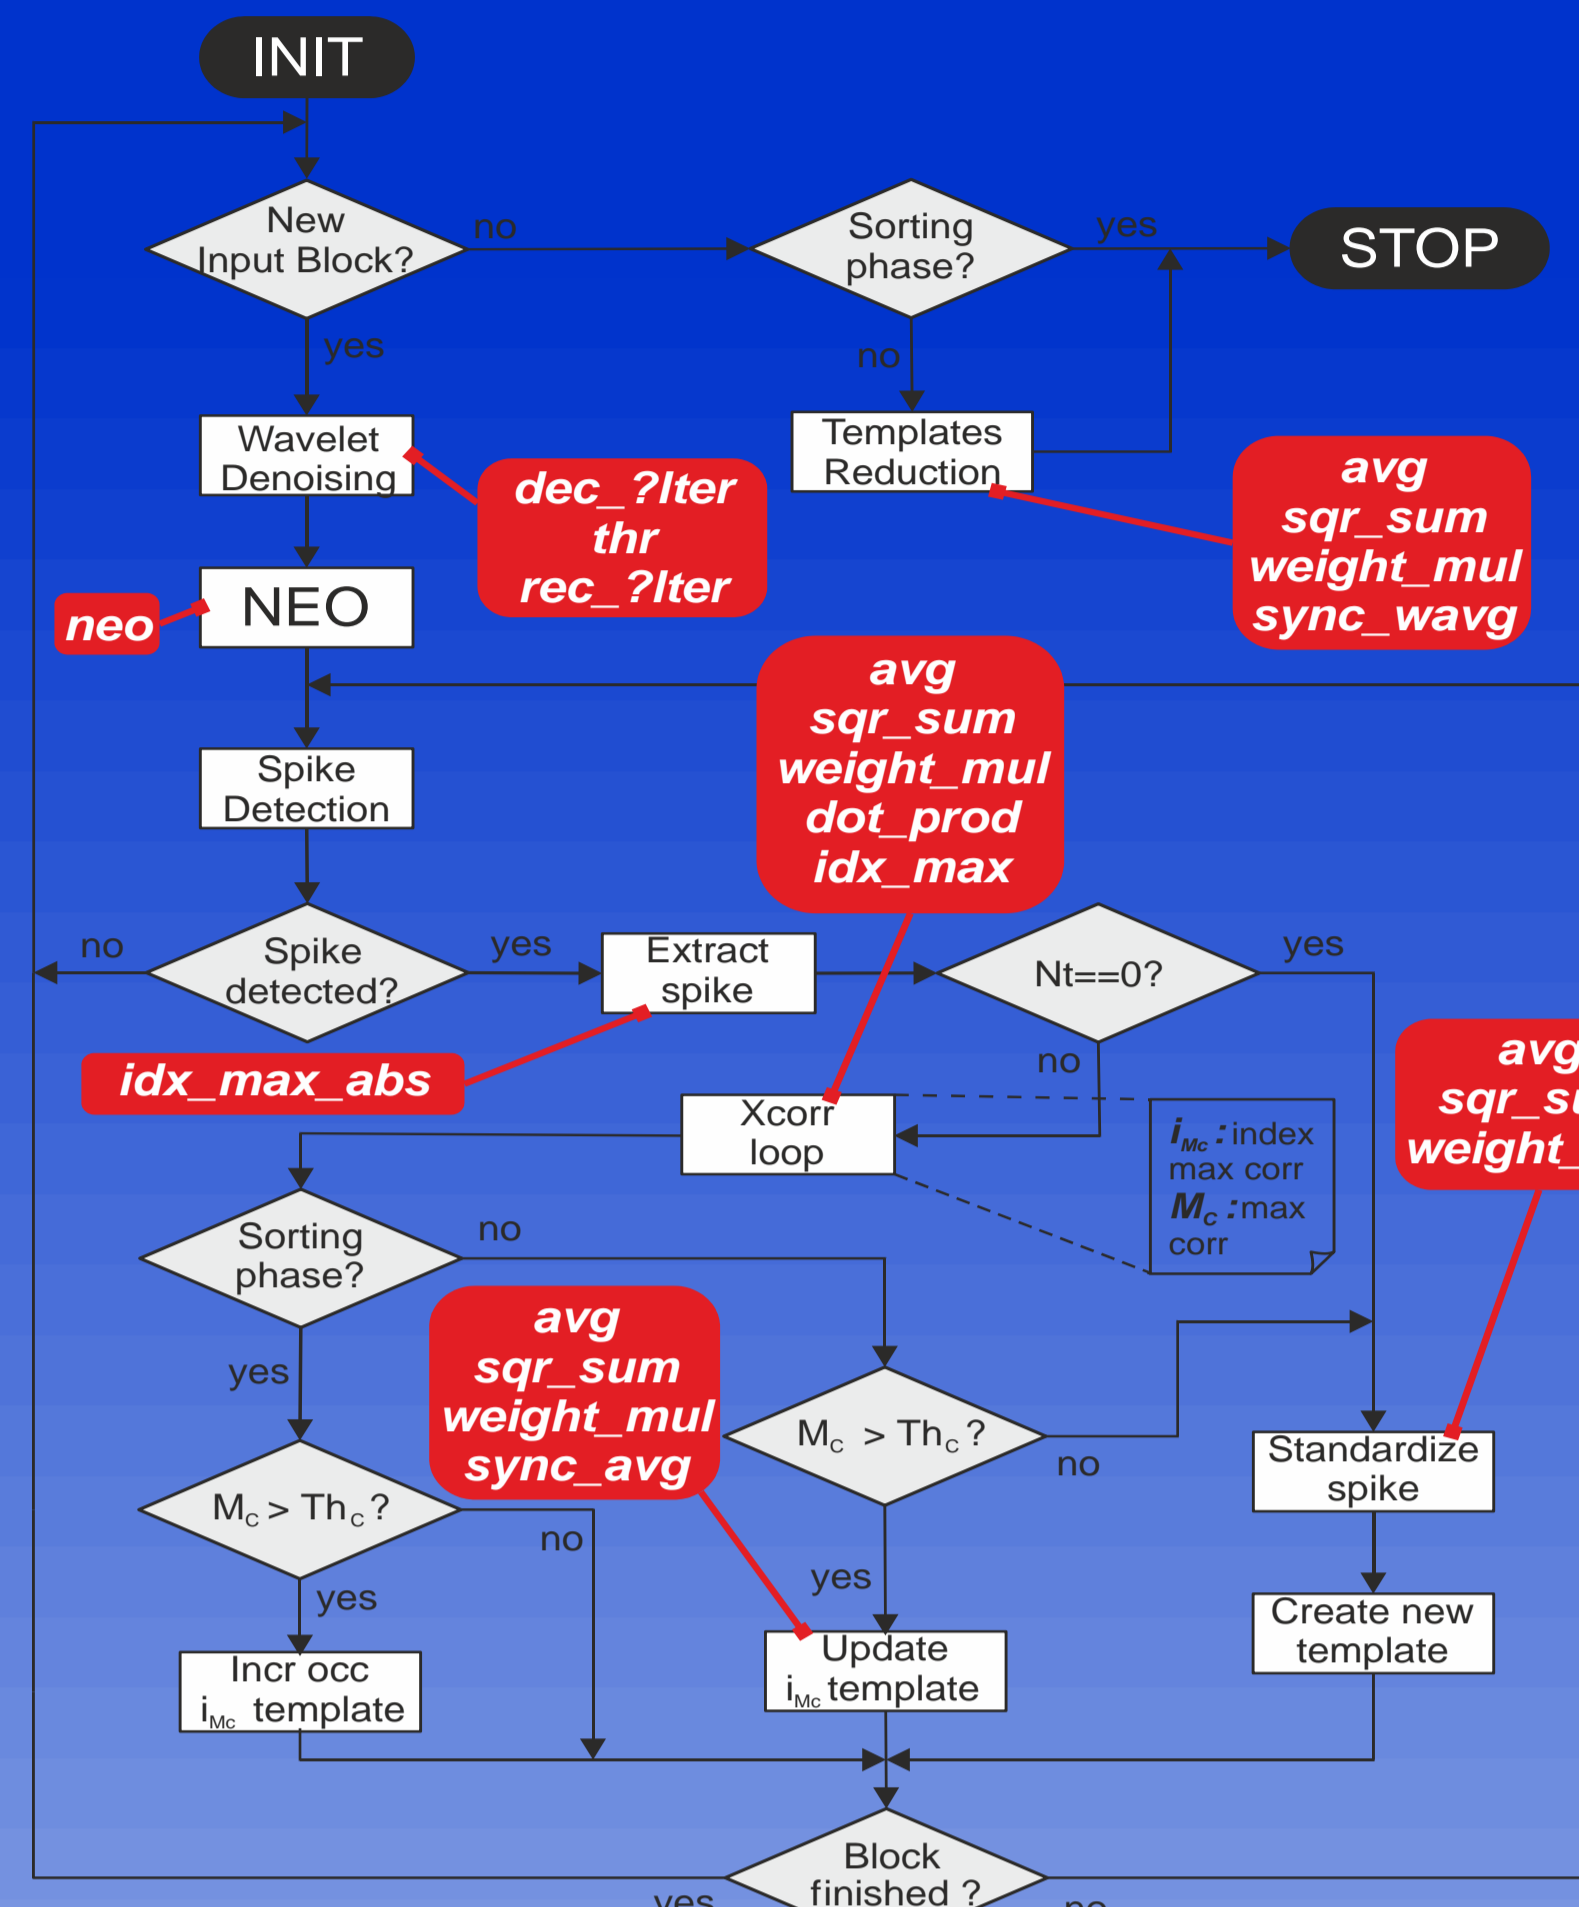 INIT
New
Input Block?
no
Sorting
phase?
yes
STOP
yes
no
Wavelet
Denoising
dec_?lter
thr
rec_?lter
Templates
Reduction
avg
sqr_sum
weight_mul
sync_wavg
neo
NEO
avg
sqr_sum
weight_mul
dot_prod
idx_max
Spike
Detection
no
Spike
detected?
yes
Extract
spike
Nt==0?
yes
no
idx_max_abs
avg
sqr_su
weight_
Xcorr
loop
iMc : index
max corr
Mc : max
corr
Sorting
phase?
no
yes
avg
sqr_sum
weight_mul
sync_avg
MC > ThC ?
no
MC > ThC ?
no
Standardize
spike
yes
yes
Incr occ
iMc template
Update
iMc template
Create new
template
Block
finished ?
yes
no